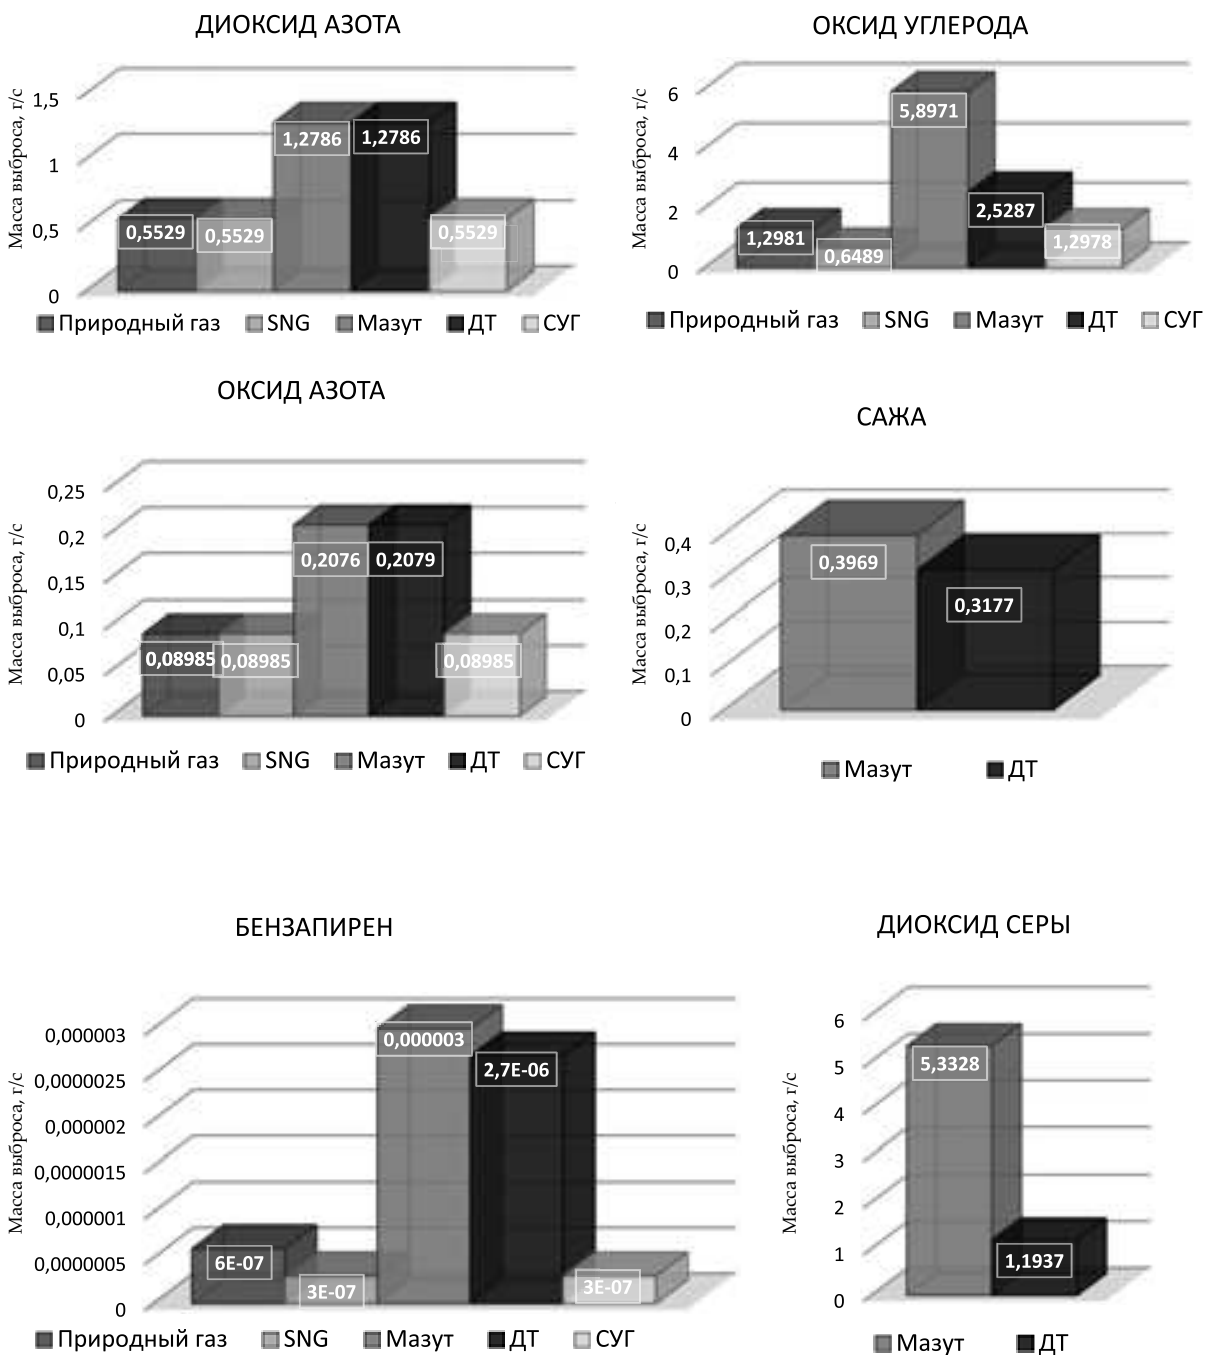 ДИОКСИД АЗОТА
Масса выброса, г/с
1,5
1
0,5
0
0,5529
0,5529
1,2786
1,2786
0,5529
Природный газ SNG Мазут ДТ СУГ
ОКСИД УГЛЕРОДА
Масса выброса, г/с
6
4
2
0
1,2981
0,6489
5,8971
2,5287
1,2978
Природный газ SNG Мазут ДТ СУГ
ОКСИД АЗОТА
Масса выброса, г/с
0,25
0,2
0,15
0,1
0,05
0
0,08985
0,08985
0,2076
0,2079
0,08985
Природный газ SNG Мазут ДТ СУГ
САЖА
Масса выброса, г/с
0,4
0,3
0,2
0,1
0
0,3969
0,3177
Мазут ДТ
БЕНЗАПИРЕН
Масса выброса, г/с
0,000003
0,0000025
0,000002
0,0000015
0,000001
0,0000005
0
6E-07
3E-07
0,000003
2,7E-06
3E-07
Природный газ SNG Мазут ДТ СУГ
ДИОКСИД СЕРЫ
Масса выброса, г/с
6
5
4
3
2
1
0
5,3328
1,1937
Мазут ДТ